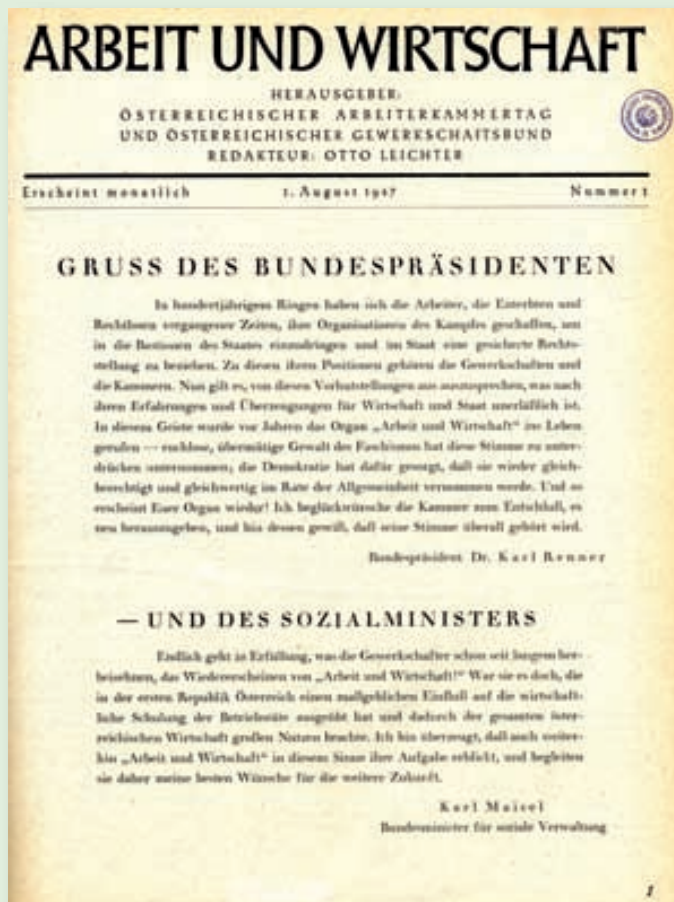 ARBEIT UND WIRTSCHAFT
HERAUSGEBER:
ÖSTERREICHISCHER ARBEITERKAMMERTAG
UND ÖSTERREICHISCHER GEWERKSCHAFTSBUND
REDAKTEUR: OTTO LEICHTER
Erscheint monatlich 1. August 1947 Nummer 1
GRUSS DES BUNDESPRÄSIDENTEN
In hundertjährigem Ringen haben sich die Arbeiter, die Enterbten und
Rechtlosen vergangener Zeiten, ihre Organisationen des Kampfes geschaffen, um
in die Bastionen des Staates einzudringen und im Staat eine gesicherte Rechts-
stellung zu beziehen. Zu diesen ihren Positionen gehören die Gewerkschaften und
die Kammern. Nun gilt es, von diesen Vorhutstellungen aus auszusprechen, was nach
ihren Erfahrungen und Überzeugungen für Wirtschaft und Staat unerläßlich ist.
In diesem Geiste wurde vor Jahren das Organ „Arbeit und Wirtschaft" ins Leben
gerufen — ruchlose, übermütige Gewalt des Faschismus hat diese Stimme zu unter-
drücken unternommen; die Demokratie hat dafür gesorgt, daß sie wieder gleich-
berechtigt und gleichwertig im Rate der Allgemeinheit vernommen werde. Und so
erscheint Euer Organ wieder! Ich beglückwünsche die Kammer zum Entschluß, es
neu herauszugeben, und bin dessen gewiß, daß seine Stimme überall gehört wird.
Bundespräsident Dr. Karl Renner
— UND DES SOZIALMINISTERS
Endlich geht in Erfüllung, was die Gewerkschafter schon seit langem her-
beisehnen, das Wiedererscheinen von „Arbeit und Wirtschaft!" War sie es doch, die
in der ersten Republik Österreich einen maßgeblichen Einfluß auf die wirtschaft-
liche Schulung der Betriebsräte ausgeübt hat und dadurch der gesamten öster-
reichischen Wirtschaft großen Nutzen brachte. Ich bin überzeugt, daß auch weiter-
hin „Arbeit und Wirtschaft" in diesem Sinne ihre Aufgabe erblickt, und begleiten
sie daher meine besten Wünsche für die weitere Zukunft.
Karl Maisel
Bundesminister für soziale Verwaltung
1